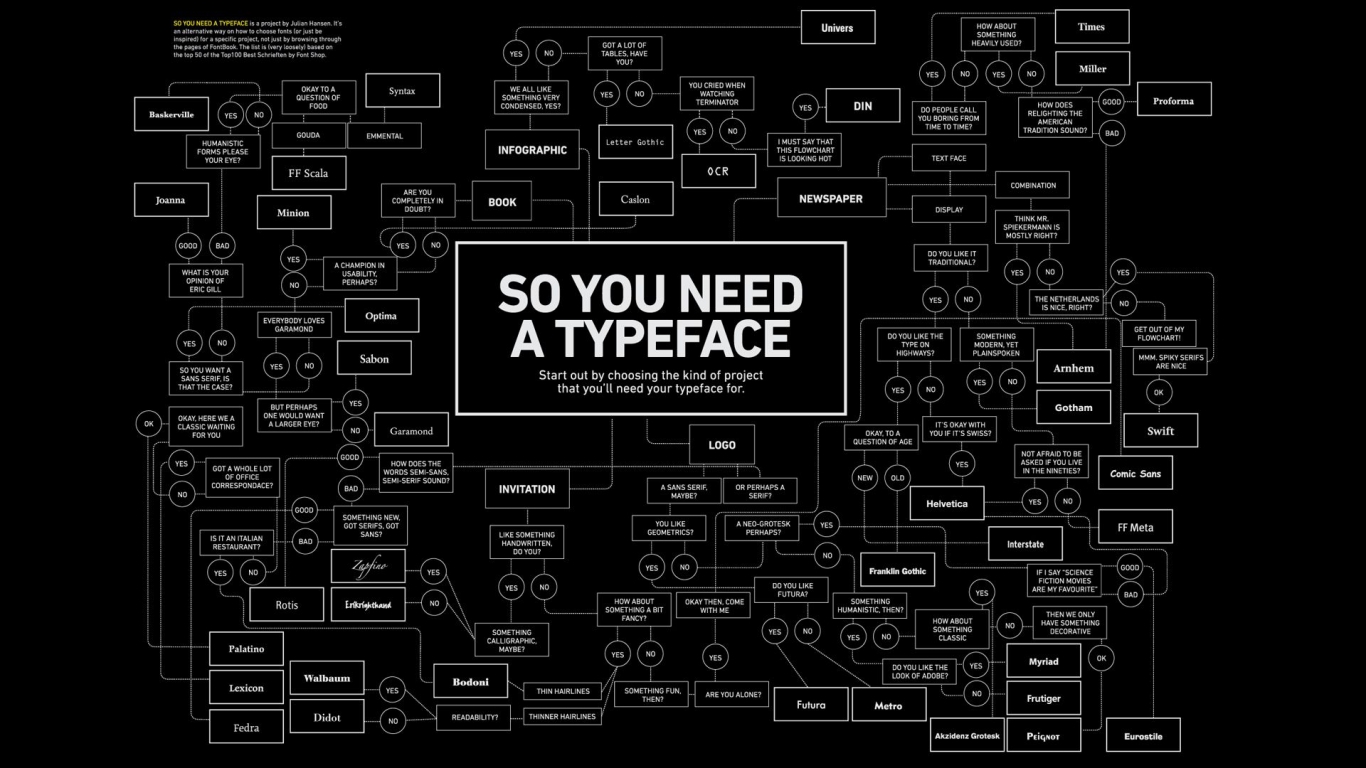 SO YOU NEED A TYPEFACE is a project by Julian Hansen. It's
an alternative way on how to choose fonts (or just be
inspired) for a specific project, not just by browsing through
the pages of FontBook. The list is (very loosely) based on
the top 50 of the Top100 Best Schrieften by Font Shop.
SO YOU NEED
A TYPEFACE
Start out by choosing the kind of project
that you'll need your typeface for.
Baskerville
OKAY TO A
QUESTION OF
FOOD
Syntax
YES
NO
GOUDA
EMMENTAL
HUMANISTIC
FORMS PLEASE
YOUR EYE?
FF Scala
Joanna
Minion
ARE YOU
COMPLETELY IN
DOUBT?
BOOK
YES
NO
GOOD
BAD
YES
NO
A CHAMPION IN
USABILITY,
PERHAPS?
WHAT IS YOUR
OPINION OF
ERIC GILL
Optima
EVERYBODY LOVES
GARAMOND
YES
NO
YES
NO
Sabon
SO YOU WANT A
SANS SERIF, IS
THAT THE CASE?
BUT PERHAPS
ONE WOULD WANT
A LARGER EYE?
YES
NO
Garamond
OK
OKAY, HERE WE A
CLASSIC WAITING
FOR YOU
YES
NO
GOT A WHOLE LOT
OF OFFICE
CORRESPONDACE?
GOOD
BAD
HOW DOES THE
WORDS SEMI-SANS,
SEMI-SERIF SOUND?
GOOD
BAD
SOMETHING NEW,
GOT SERIFS, GOT
SANS?
IS IT AN ITALIAN
RESTAURANT?
YES
NO
Rotis
Zapfino
Erikrighthand
YES
NO
Palatino
Lexicon
Fedra
Walbaum
Didot
YES
NO
READABILITY?
Bodoni
THIN HAIRLINES
THINNER HAIRLINES
Univers
YES
NO
GOT A LOT OF
TABLES, HAVE
YOU?
WE ALL LIKE
SOMETHING VERY
CONDENSED, YES?
YES
NO
YOU CRIED WHEN
WATCHING
TERMINATOR
YES
DIN
INFOGRAPHIC
Letter Gothic
YES
NO
I MUST SAY THAT
THIS FLOWCHART
IS LOOKING HOT
OCR
Caslon
NEWSPAPER
TEXT FACE
DISPLAY
COMBINATION
HOW ABOUT
SOMETHING
HEAVILY USED?
Times
YES
NO
YES
NO
Miller
DO PEOPLE CALL
YOU BORING FROM
TIME TO TIME?
HOW DOES
RELIGHTING THE
AMERICAN
TRADITION SOUND?
GOOD
BAD
Proforma
THINK MR.
SPIEKERMANN IS
MOSTLY RIGHT?
DO YOU LIKE IT
TRADITIONAL?
YES
NO
YES
NO
THE NETHERLANDS
IS NICE, RIGHT?
YES
NO
GET OUT OF MY
FLOWCHART!
MMM. SPIKY SERIFS
ARE NICE
OK
Swift
DO YOU LIKE THE
TYPE ON
HIGHWAYS?
SOMETHING
MODERN, YET
PLAINSPOKEN
Arnhem
YES
NO
YES
NO
Gotham
OKAY, TO A
QUESTION OF AGE
IT'S OKAY WITH
YOU IF IT'S SWISS?
YES
NOT AFRAID TO BE
ASKED IF YOU LIVE
IN THE NINETIES?
Comic Sans
NEW
OLD
Helvetica
YES
NO
FF Meta
Interstate
Franklin Gothic
IF I SAY "SCIENCE
FICTION MOVIES
ARE MY FAVOURITE"
GOOD
BAD
LOGO
A SANS SERIF,
MAYBE?
OR PERHAPS A
SERIF?
YOU LIKE
GEOMETRICS?
A NEO-GROTESK
PERHAPS?
YES
NO
YES
NO
INVITATION
LIKE SOMETHING
HANDWRITTEN,
DO YOU?
YES
NO
SOMETHING
CALLIGRAPHIC,
MAYBE?
HOW ABOUT
SOMETHING A BIT
FANCY?
YES
NO
SOMETHING FUN,
THEN?
OKAY THEN, COME
WITH ME
YES
ARE YOU ALONE?
DO YOU LIKE
FUTURA?
YES
NO
Futura
Metro
SOMETHING
HUMANISTIC, THEN?
YES
NO
HOW ABOUT
SOMETHING
CLASSIC
YES
NO
THEN WE ONLY
HAVE SOMETHING
DECORATIVE
OK
DO YOU LIKE THE
LOOK OF ADOBE?
YES
NO
Myriad
Frutiger
Akzidenz Grotesk
Peignot
Eurostile